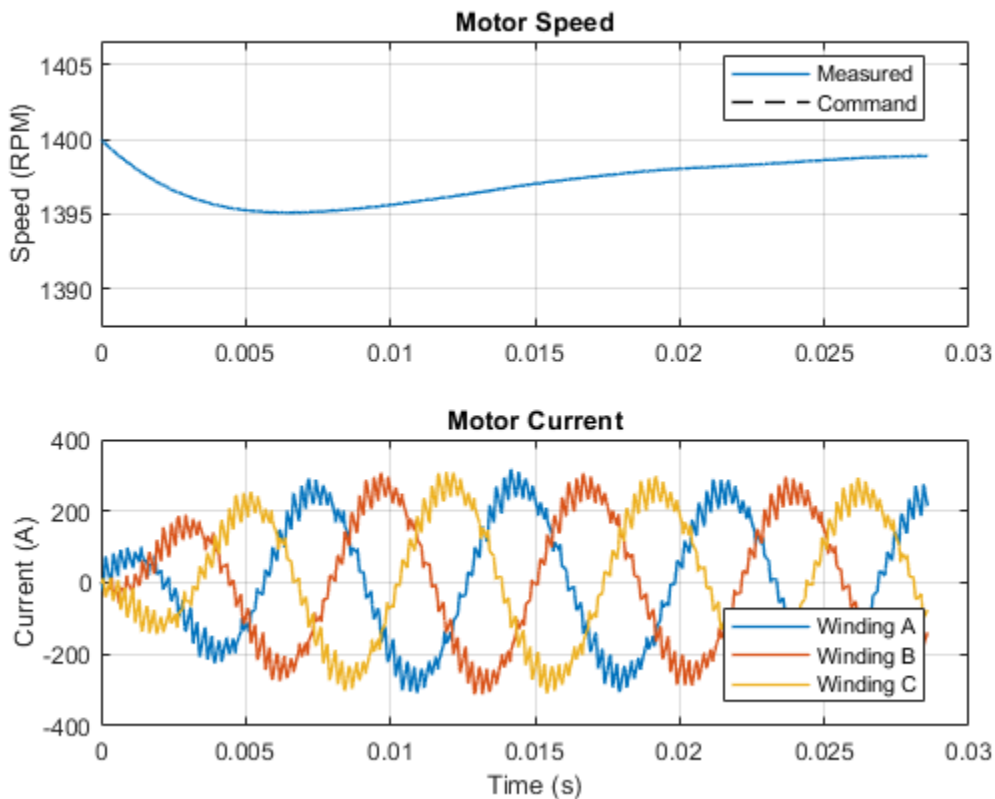 Motor Speed
Speed (RPM)
1405
1400
1395
1390
Measured
Command
0 0.005 0.01 0.015 0.02 0.025 0.03
Motor Current
Current (A)
400
200
0
-200
-400
Winding A
Winding B
Winding C
0 0.005 0.01 0.015 0.02 0.025 0.03
Time (s)